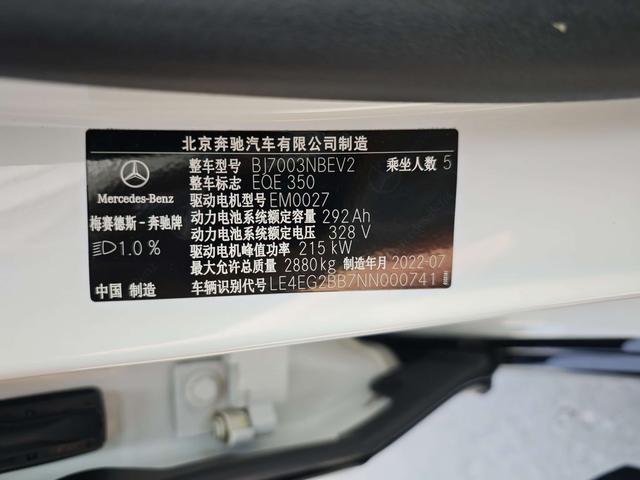 北京奔驰汽车有限公司制造
整车型号 BJ7003NBEV2 乘坐人数 5
整车标志 EQE 350
驱动电机型号 EM0027
动力电池系统额定容量 292 Ah
动力电池系统额定电压 328 V
驱动电机峰值功率 215 kW
最大允许总质量 2880 kg 制造年月 2022-07
车辆识别代号 LE4EG2BB7NN000741
Mercedes-Benz
梅赛德斯-奔驰牌
1.0 %
中国 制造